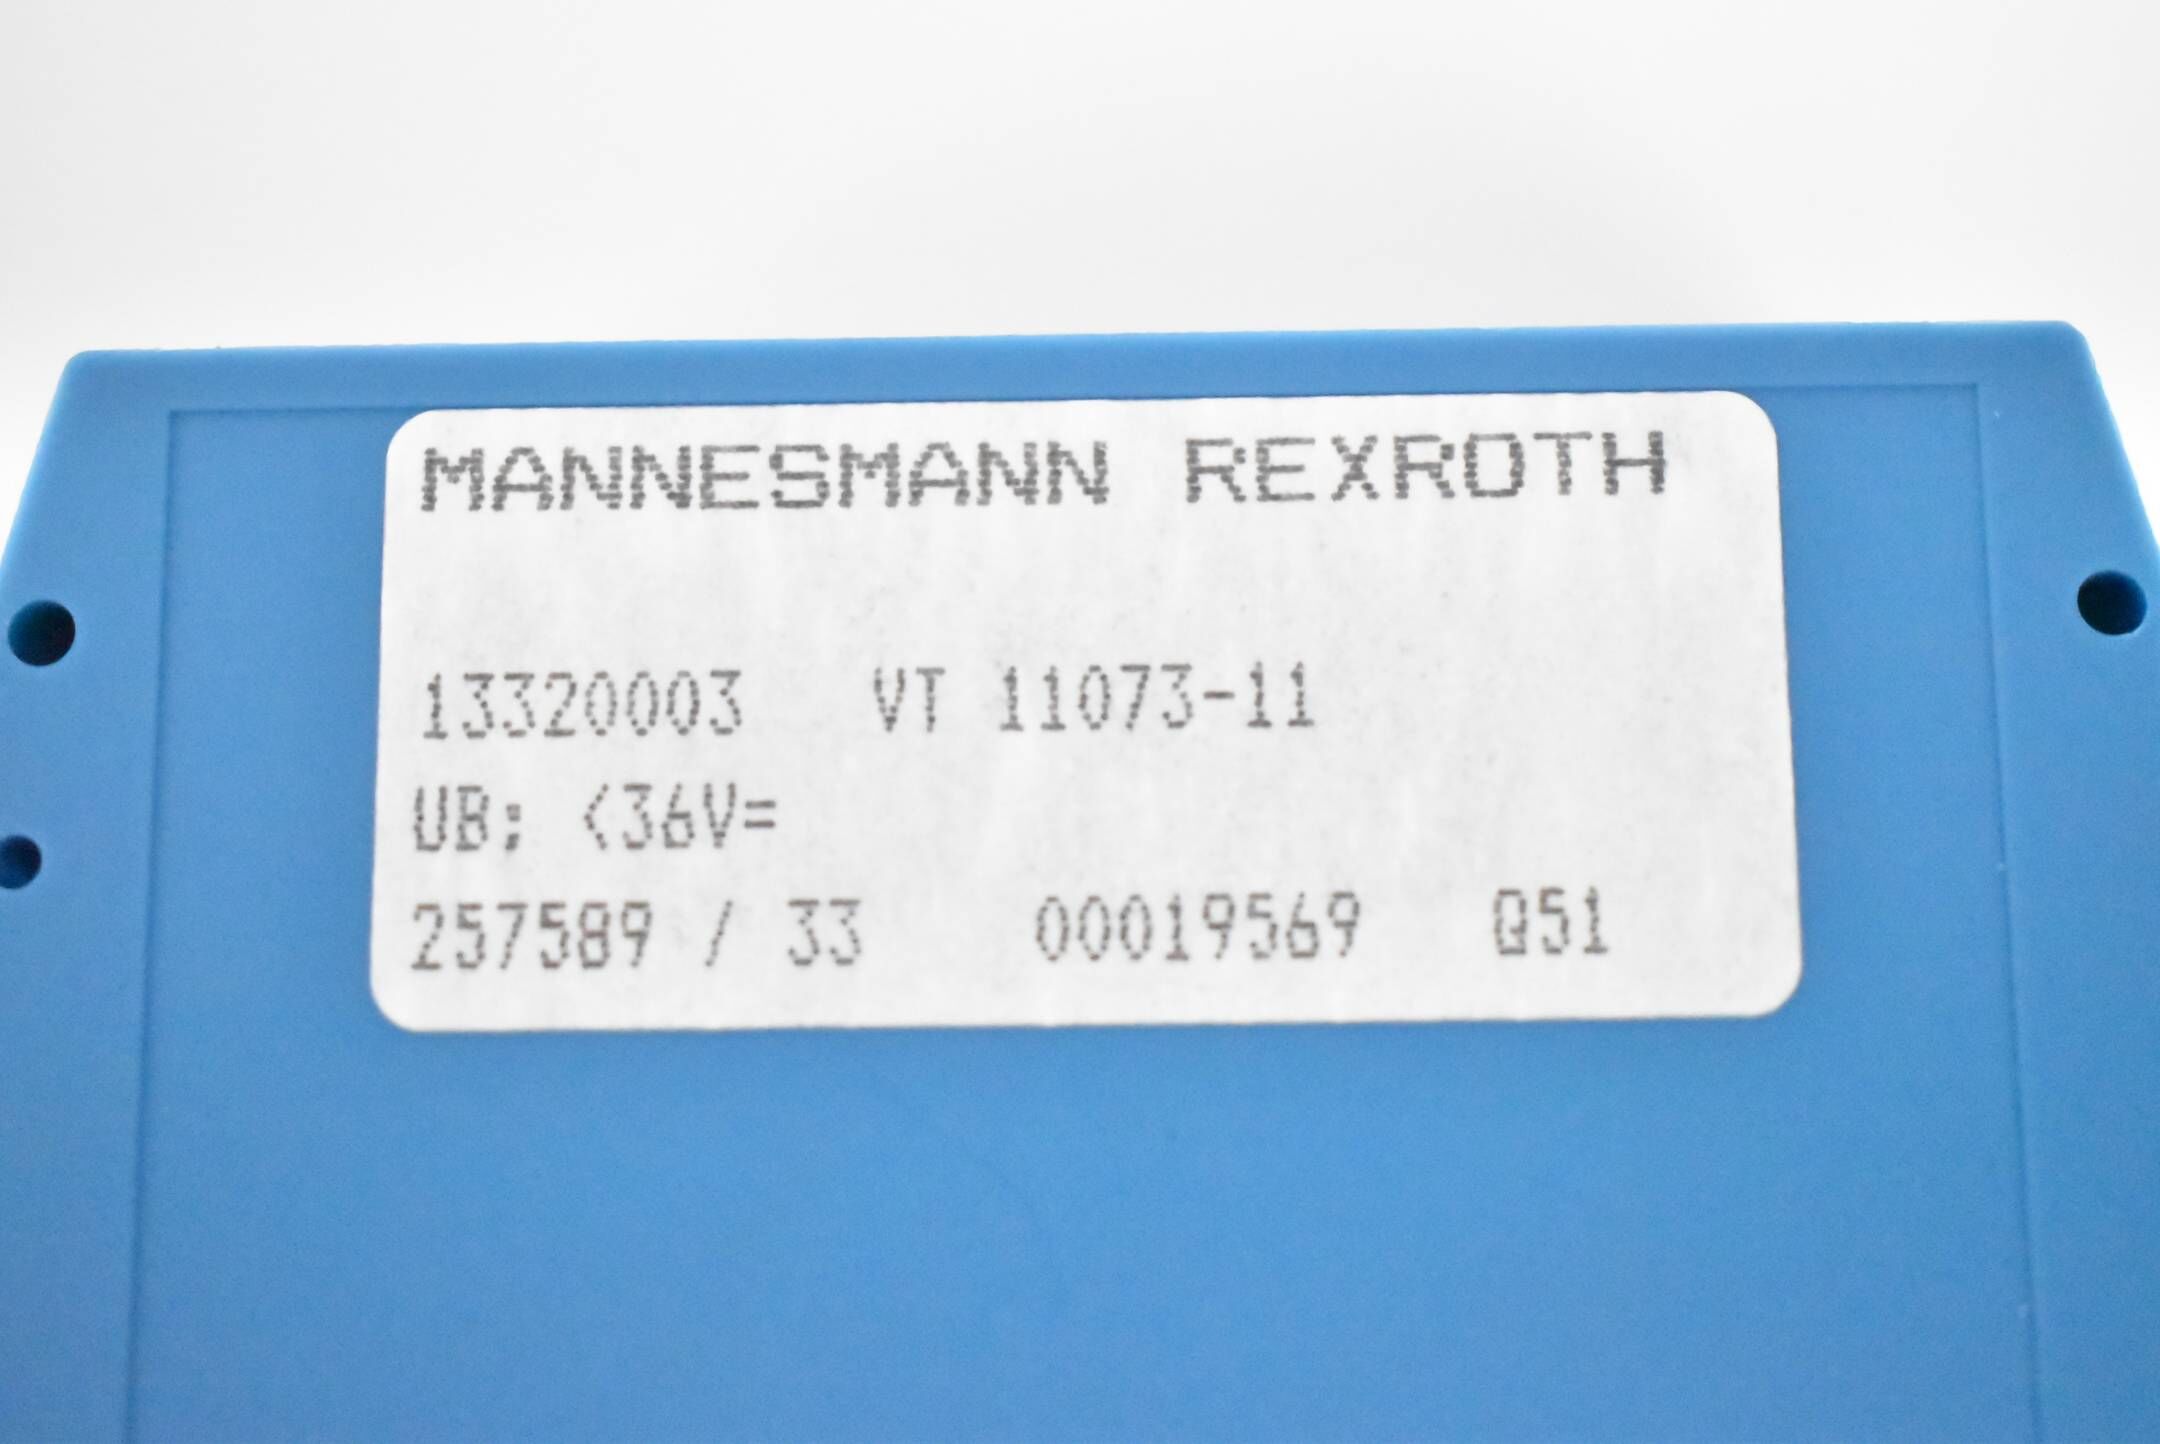 MANNESMANN REXROTH
13320003 VT 11073-11
UB: <36V=
257589 / 33 00019569 Q51